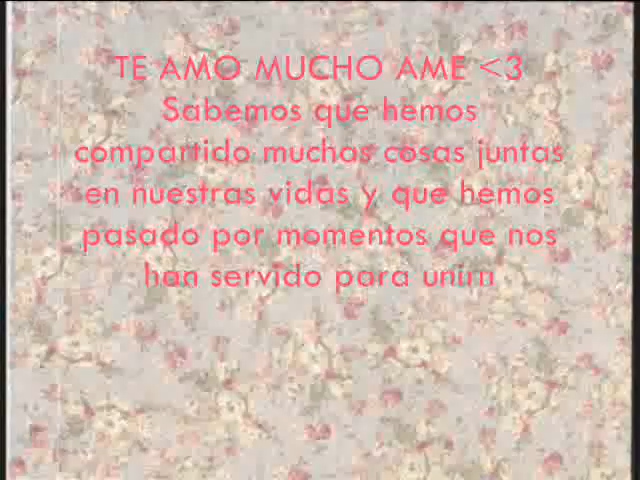 TE AMO MUCHO AME <3
Sabemos que hemos
compartido muchas cosas juntas
en nuestras vidas y que hemos
pasado por momentos que nos
han servido para